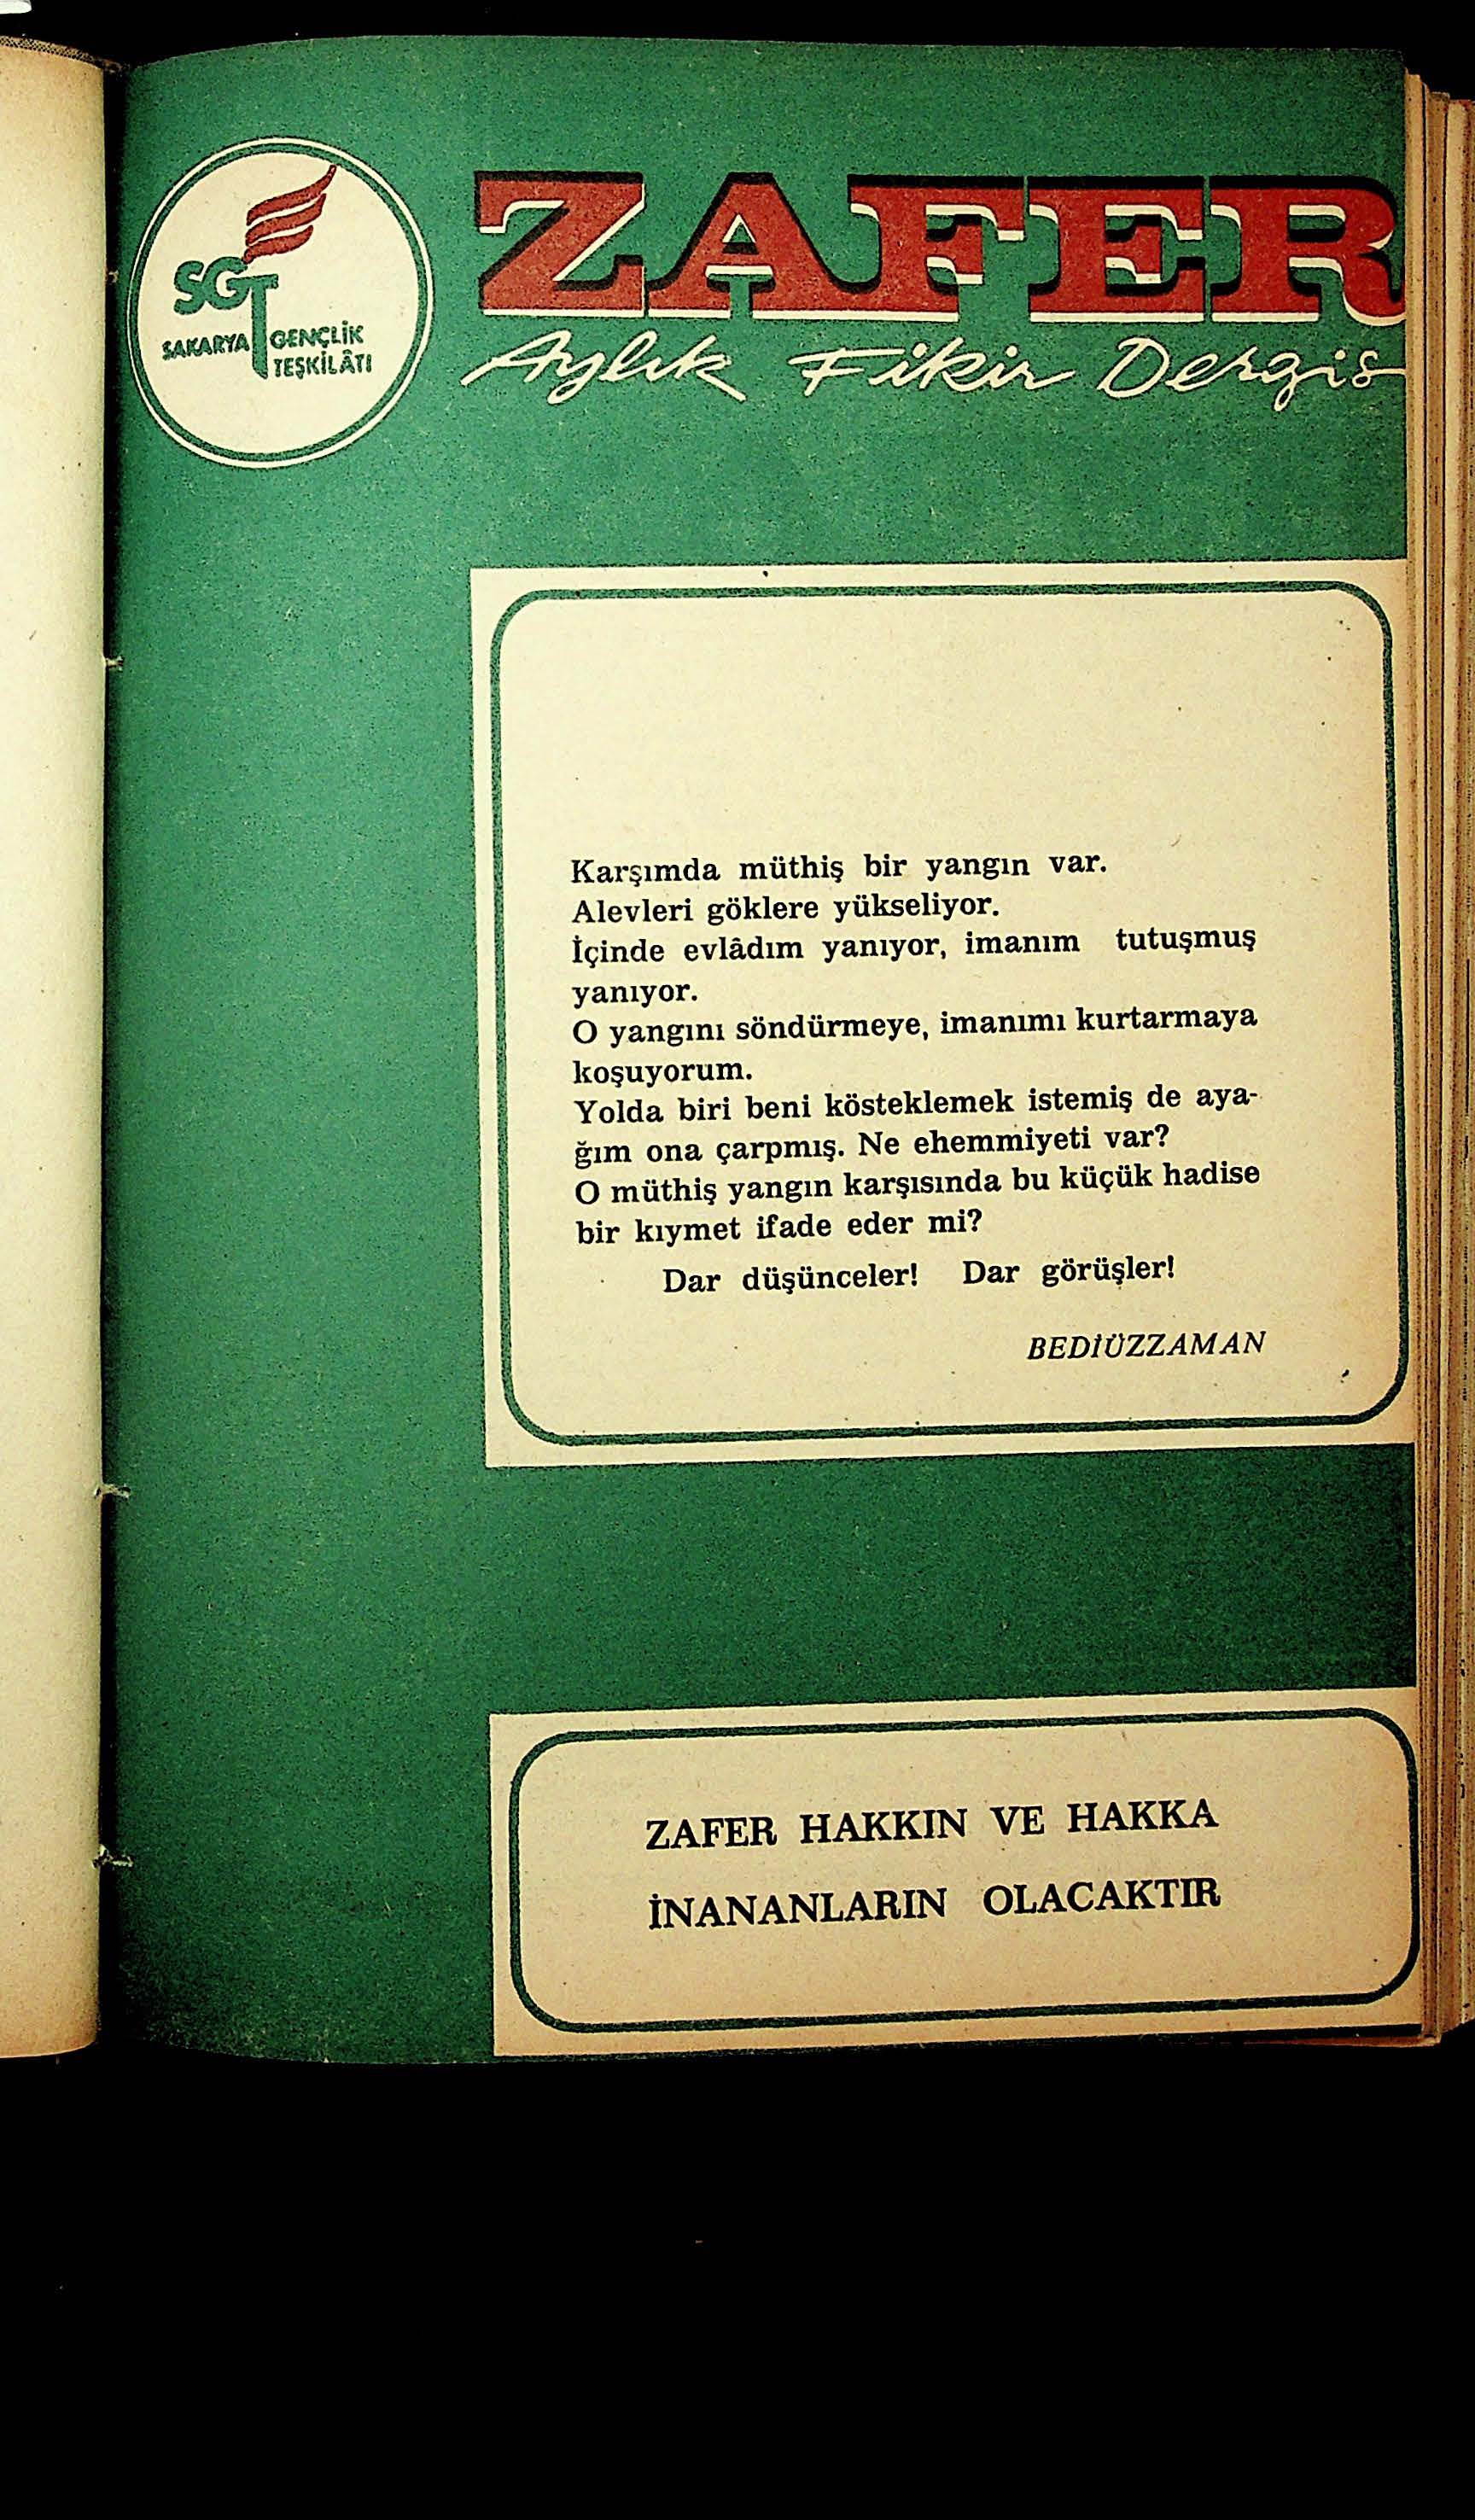 SGT
SAKARYA GENÇLİK
TEŞKİLÂTI
ZAFER
Aylık Fikir Dergis
Karşımda müthiş bir yangın var.
Alevleri göklere yükseliyor.
İçinde evlâdım yanıyor, imanım tutuşmuş
yanıyor.
O yangını söndürmeye, imanımı kurtarmaya
koşuyorum.
Yolda biri beni kösteklemek istemiş de aya-
ğım ona çarpmış. Ne ehemmiyeti var?
O müthiş yangın karşısında bu küçük hadise
bir kıymet ifade eder mi?
Dar düşünceler! Dar görüşler!
BEDİÜZZAMAN
ZAFER HAKKIN VE HAKKA
İNANANLARIN OLACAKTIR